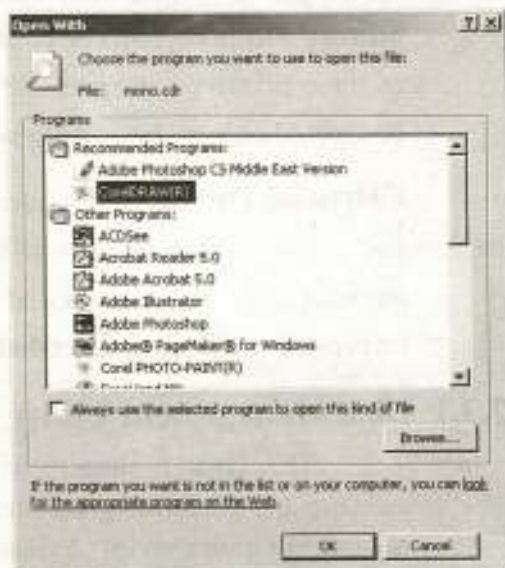 Open With
Choose the program you want to use to open this file:
File: mono.cdr
Programs
Recommended Programs:
Adobe Photoshop CS Middle East Version
CorelDRAW(R)
Other Programs:
ACDSee
Acrobat Reader 5.0
Adobe Acrobat 5.0
Adobe Illustrator
Adobe Photoshop
Adobe® PageMaker® for Windows
Corel PHOTO-PAINT(R)
Always use the selected program to open this kind of file
Browse...
If the program you want is not in the list or on your computer, you can look
for the appropriate program on the Web.
OK
Cancel